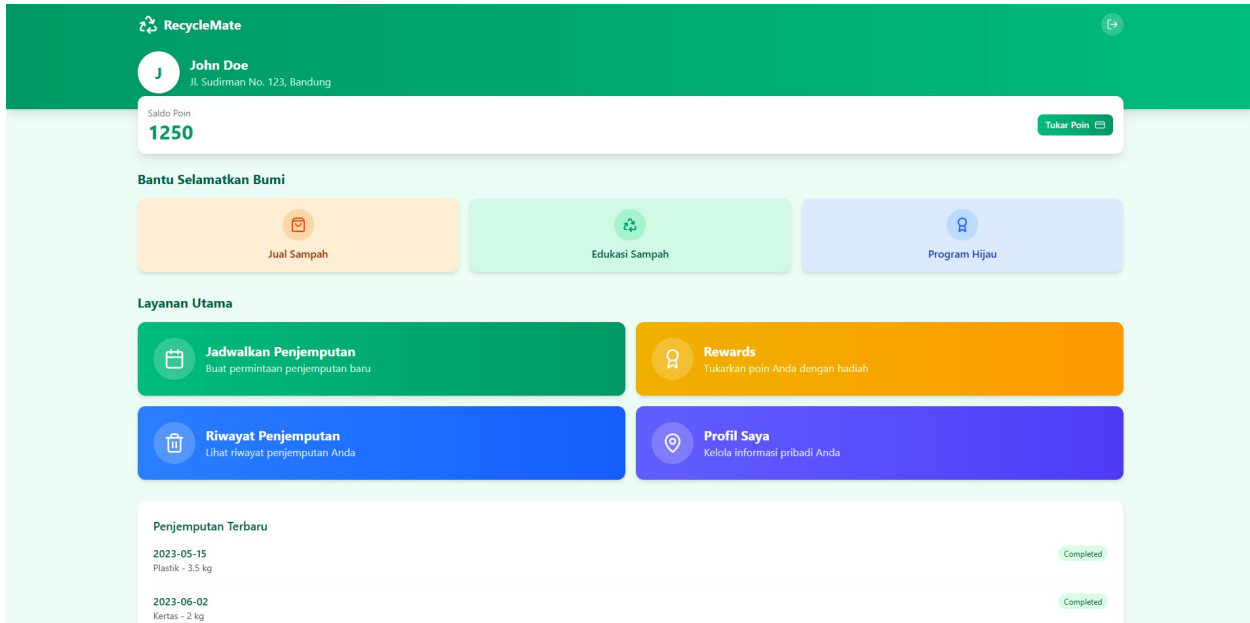 RecycleMate
J
John Doe
Jl. Sudirman No. 123, Bandung
Saldo Poin
1250
Tukar Poin
Bantu Selamatkan Bumi
Jual Sampah
Edukasi Sampah
Program Hijau
Layanan Utama
Jadwalkan Penjemputan
Buat permintaan penjemputan baru
Rewards
Tukarkan poin Anda dengan hadiah
Riwayat Penjemputan
Lihat riwayat penjemputan Anda
Profil Saya
Kelola informasi pribadi Anda
Penjemputan Terbaru
2023-05-15
Completed
Plastik - 3.5 kg
2023-06-02
Completed
Kertas - 2 kg